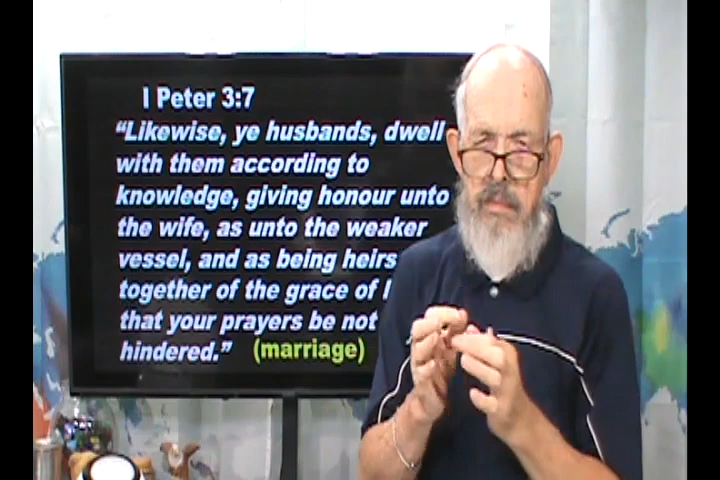 I Peter 3:7
“Likewise, ye husbands, dwell
with them according to
knowledge, giving honour unto
the wife, as unto the weaker
vessel, and as being heirs
together of the grace of
that your prayers be not
hindered.” (marriage)